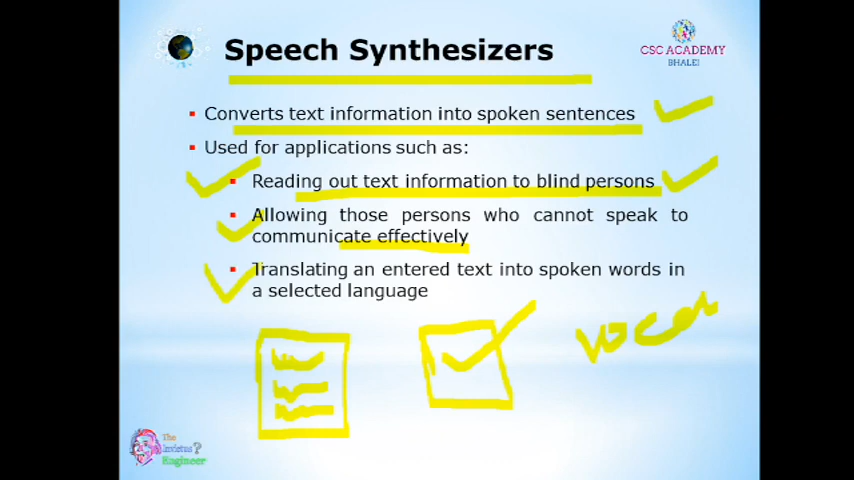 Speech Synthesizers
CSC ACADEMY
BHALEI
Converts text information into spoken sentences
Used for applications such as:
Reading out text information to blind persons
Allowing those persons who cannot speak to
communicate effectively
Translating an entered text into spoken words in
a selected language
The
Invictus?
Engineer